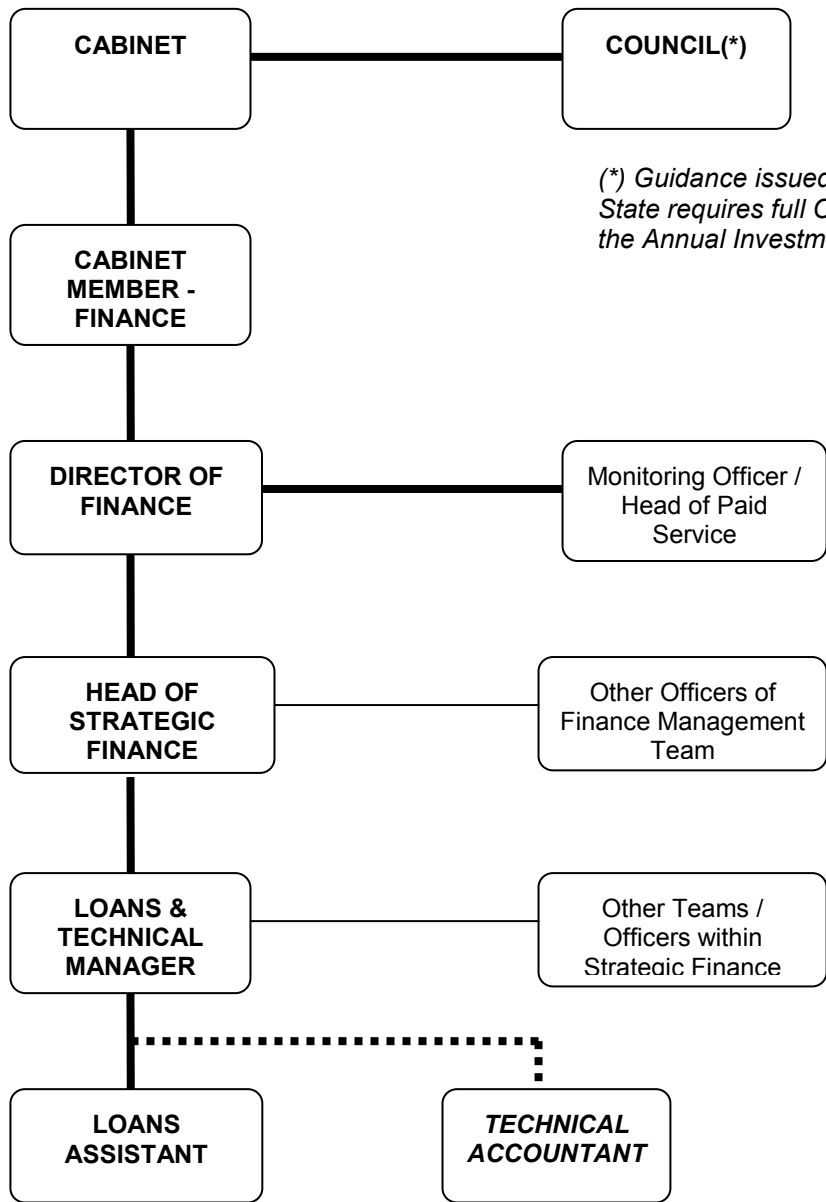 CABINET
COUNCIL(*)
(*) Guidance issued
State requires full
the Annual
CABINET
MEMBER -
FINANCE
DIRECTOR OF
FINANCE
Monitoring Officer /
Head of Paid
Service
HEAD OF
STRATEGIC
FINANCE
Other Officers of
Finance Management
Team
LOANS &
TECHNICAL
MANAGER
Other Teams /
Officers within
Strategic Finance
LOANS
ASSISTANT
TECHNICAL
ACCOUNTANT